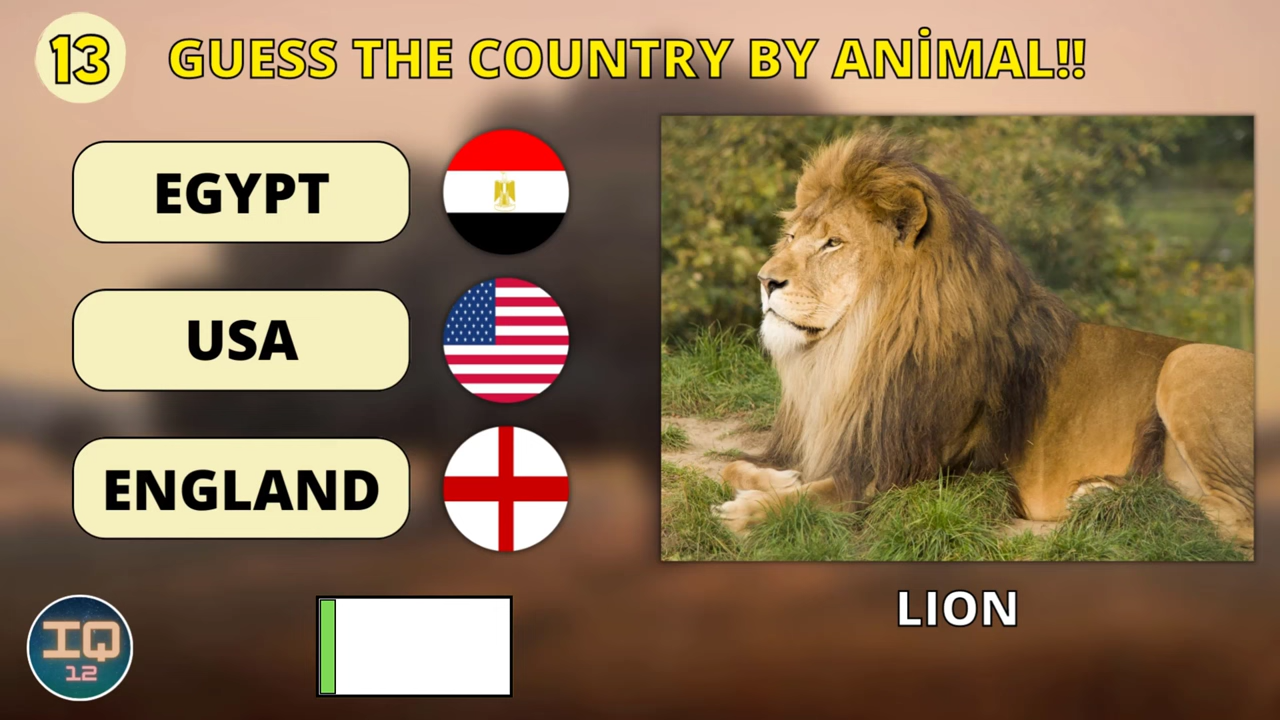 13
GUESS THE COUNTRY BY ANİMAL!!
EGYPT
USA
ENGLAND
LION
IQ
12